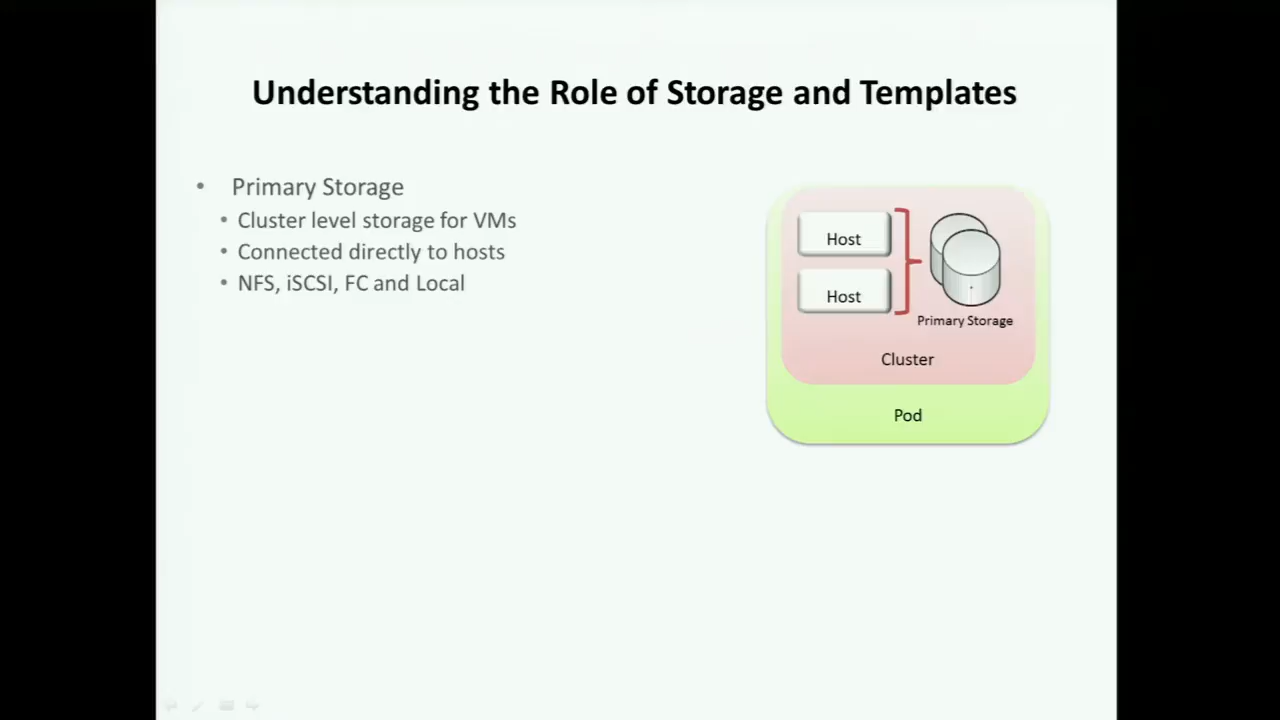 Understanding the Role of Storage and Templates
• Primary Storage
• Cluster level storage for VMs
• Connected directly to hosts
• NFS, iSCSI, FC and Local
Host
Host
Primary Storage
Cluster
Pod